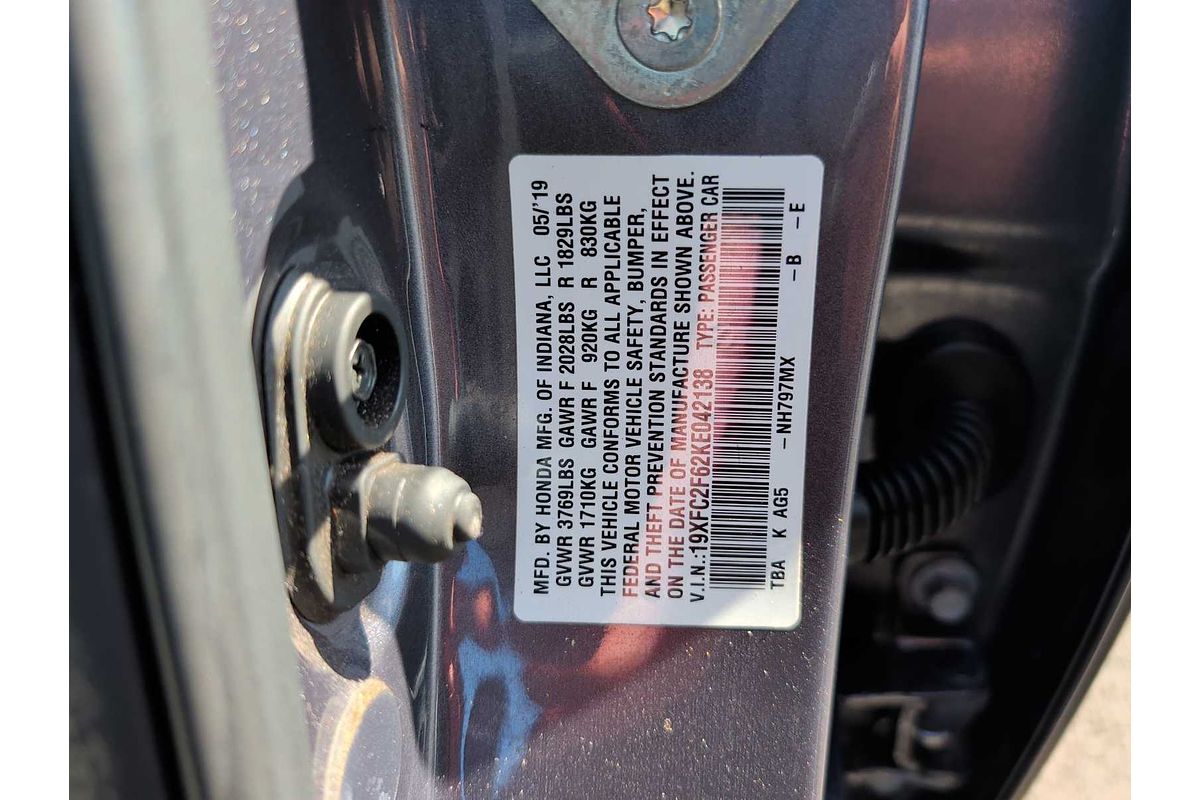 MFD. BY HONDA MFG. OF INDIANA, LLC 05/'19
GVWR 3769LBS GAWR F 2028LBS R 1829LBS
GVWR 1710KG GAWR F 920KG R 830KG
THIS VEHICLE CONFORMS TO ALL APPLICABLE
FEDERAL MOTOR VEHICLE SAFETY, BUMPER,
AND THEFT PREVENTION STANDARDS IN EFFECT
ON THE DATE OF MANUFACTURE SHOWN ABOVE.
V.I.N.:19XFC2F62KE042138 TYPE: PASSENGER CAR
TBA K AG5 -NH797MX -B -E